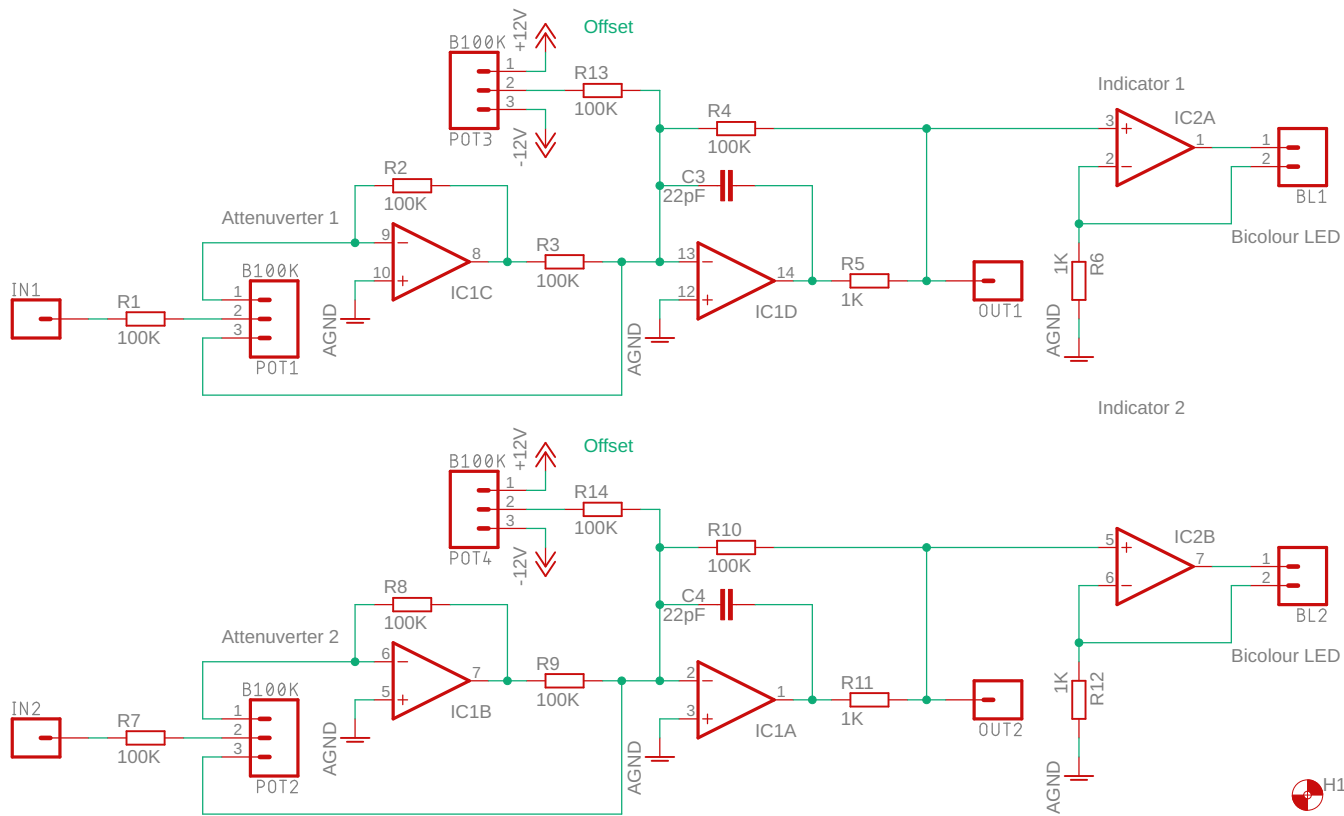 B100K
+12V
Offset
1
2
3
R13
100K
POT3
-12V
R4
100K
Indicator 1
IC2A
3
2
1
1
2
BL1
Bicolour LED
R2
100K
C3
22pF
Attenuverter 1
9
10
8
IC1C
R3
100K
13
12
14
IC1D
R5
1K
OUT1
1K
R6
AGND
IN1
R1
100K
B100K
1
2
3
POT1
AGND
AGND
Indicator 2
B100K
+12V
Offset
1
2
3
R14
100K
POT4
-12V
R10
100K
IC2B
5
6
7
1
2
BL2
Bicolour LED
R8
100K
C4
22pF
Attenuverter 2
6
5
7
IC1B
R9
100K
2
3
1
IC1A
R11
1K
OUT2
1K
R12
AGND
IN2
R7
100K
B100K
1
2
3
POT2
AGND
AGND
H1